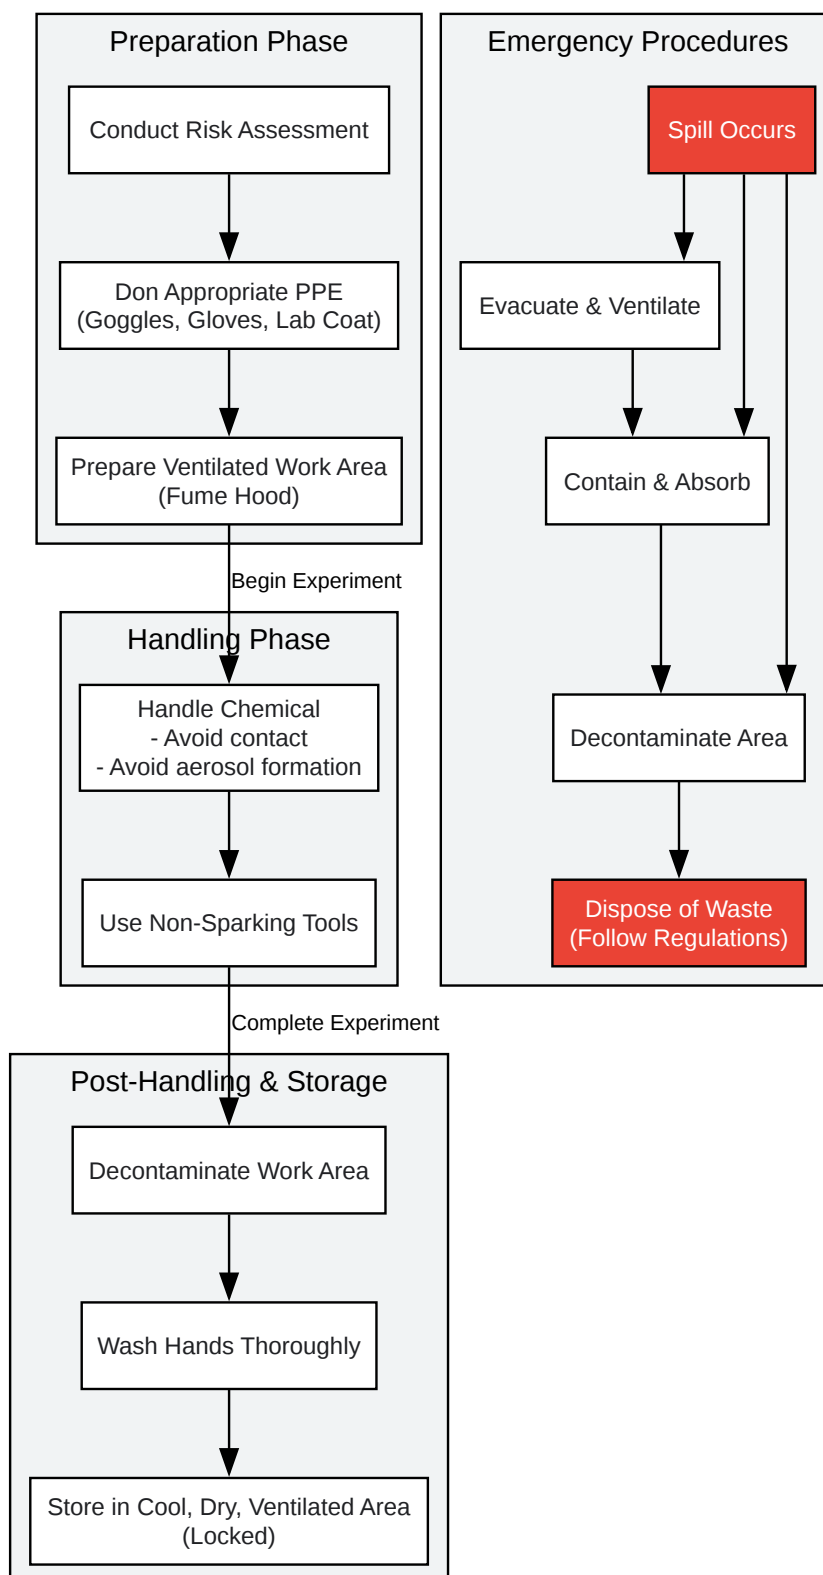 Preparation Phase
Conduct Risk Assessment
Don Appropriate PPE
(Goggles, Gloves, Lab Coat)
Prepare Ventilated Work Area
(Fume Hood)
Begin Experiment
Handling Phase
Handle Chemical
- Avoid contact
- Avoid aerosol formation
Use Non-Sparking Tools
Complete Experiment
Post-Handling & Storage
Decontaminate Work Area
Wash Hands Thoroughly
Store in Cool, Dry, Ventilated Area
(Locked)
Emergency Procedures
Spill Occurs
Evacuate & Ventilate
Contain & Absorb
Decontaminate Area
Dispose of Waste
(Follow Regulations)